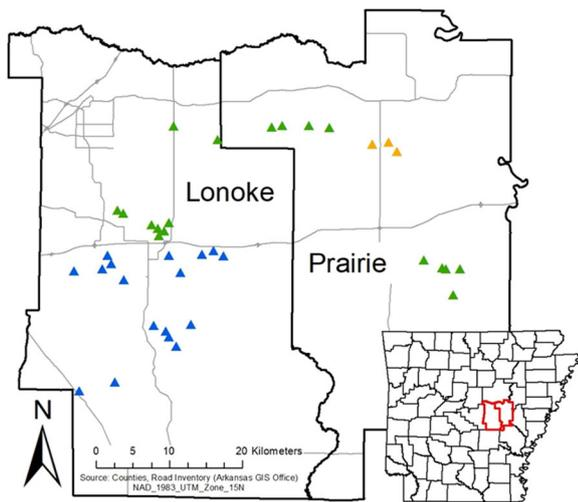 Lonoke
Prairie
N
0 5 10 20 Kilometers
Source: Counties, Road Inventory (Arkansas GIS Office)
NAD_1983_UTM_Zone_15N